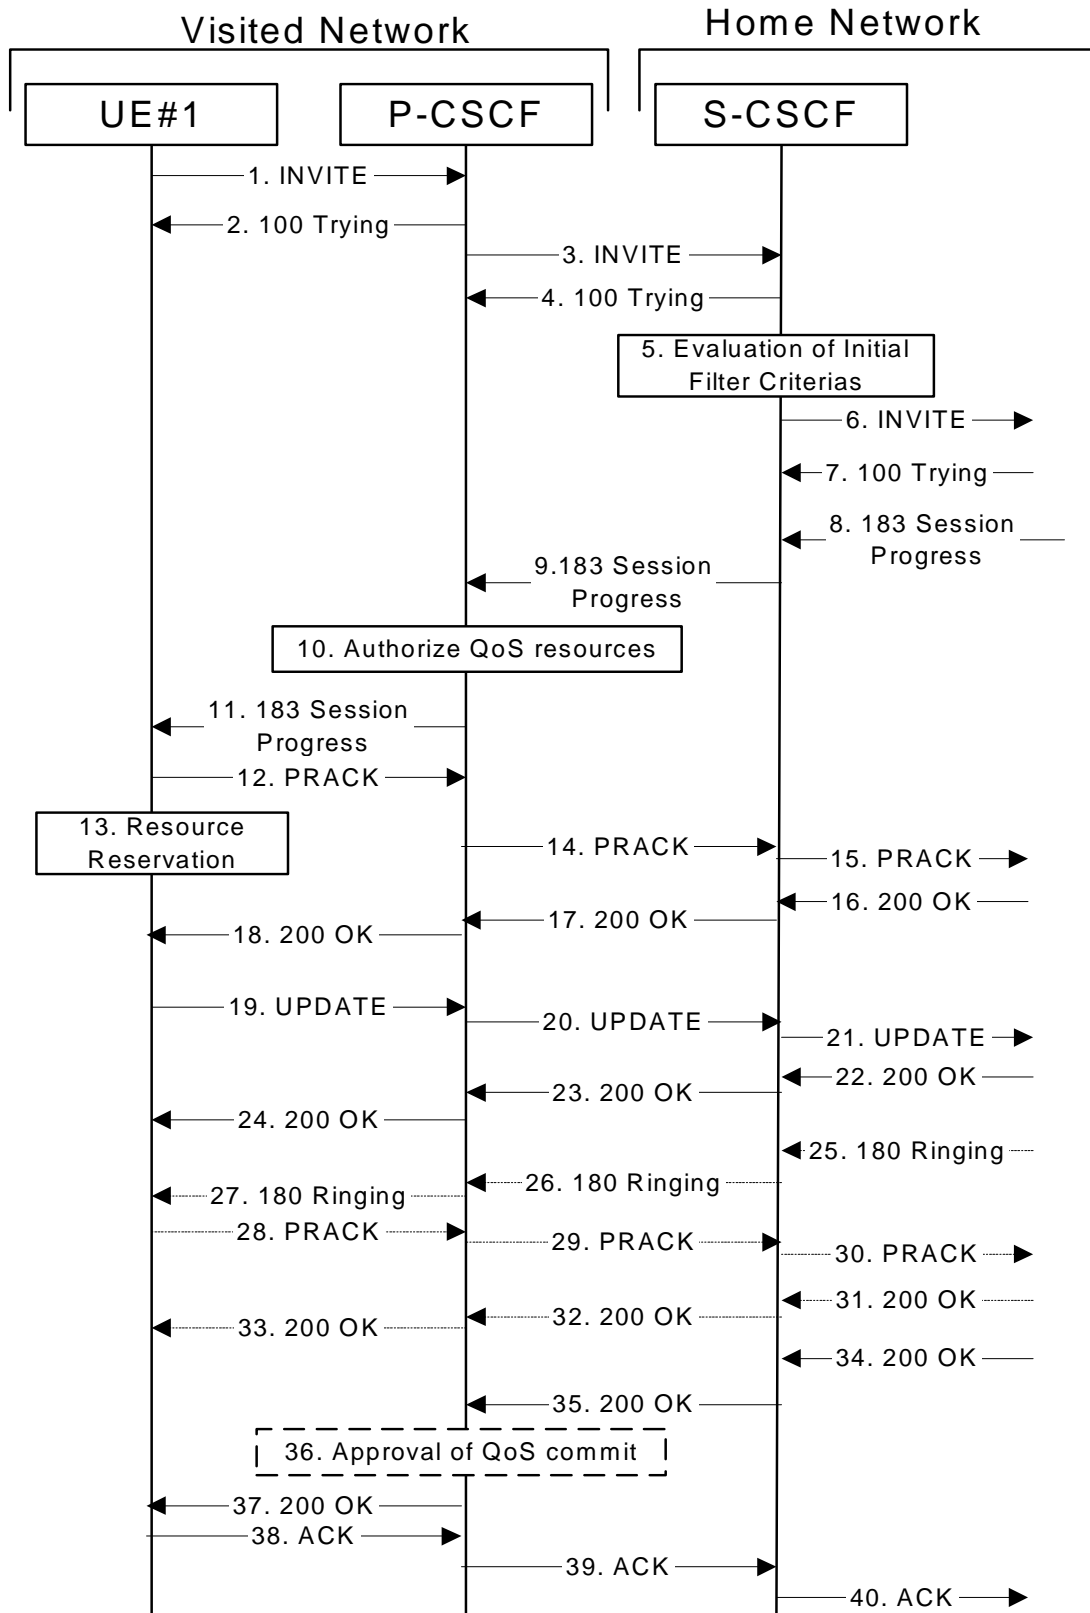 Visited Network
Home Network
UE#1
P-CSCF
S-CSCF
1. INVITE
2. 100 Trying
3. INVITE
4. 100 Trying
5. Evaluation of Initial
Filter Criterias
6. INVITE
7. 100 Trying
8. 183 Session
Progress
9.183 Session
Progress
10. Authorize QoS resources
11. 183 Session
Progress
12. PRACK
13. Resource
Reservation
14. PRACK
15. PRACK
16. 200 OK
17. 200 OK
18. 200 OK
19. UPDATE
20. UPDATE
21. UPDATE
22. 200 OK
23. 200 OK
24. 200 OK
25. 180 Ringing
26. 180 Ringing
27. 180 Ringing
28. PRACK
29. PRACK
30. PRACK
31. 200 OK
32. 200 OK
33. 200 OK
34. 200 OK
35. 200 OK
36. Approval of QoS commit
37. 200 OK
38. ACK
39. ACK
40. ACK